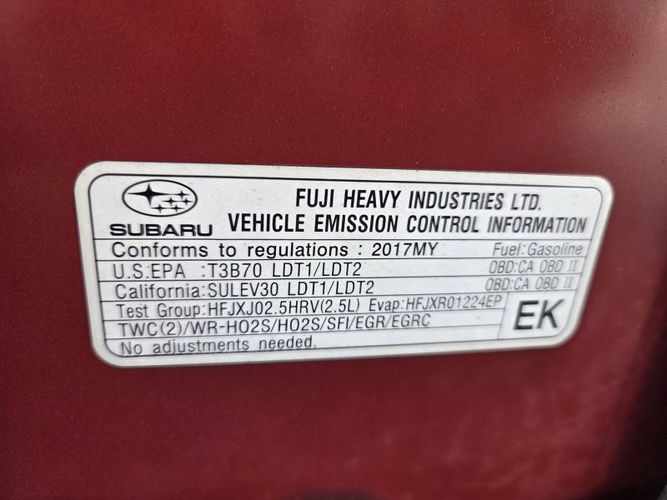 SUBARU
FUJI HEAVY INDUSTRIES LTD.
VEHICLE EMISSION CONTROL INFORMATION
Conforms to regulations : 2017MY Fuel:Gasoline
U.S.EPA :T3B70 LDT1/LDT2 OBD:CA OBD II
California:SULEV30 LDT1/LDT2 OBD:CA OBD II
Test Group:HFJXJ02.5HRV(2.5L) Evap:HFJXR01224EP
TWC(2)/WR-HO2S/HO2S/SFI/EGR/EGRC
No adjustments needed.
EK